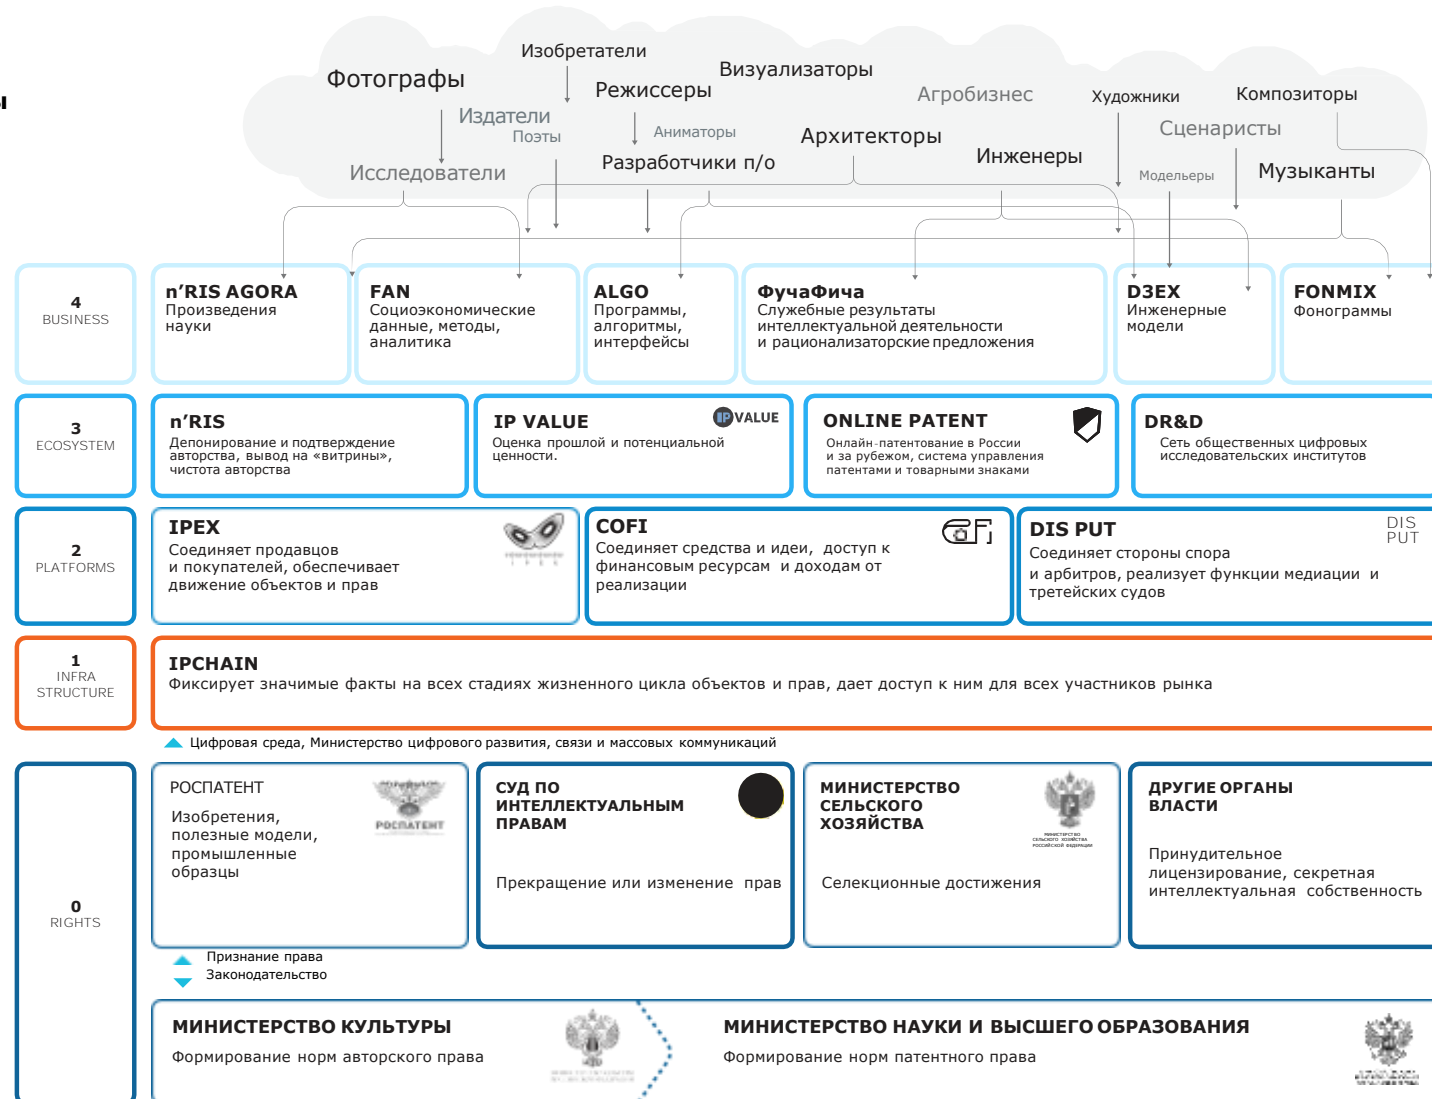 ы
Изобретатели
Фотографы
Визуализаторы
Режиссеры
Агробизнес
Художники
Композиторы
Издатели
Поэты
Аниматоры
Архитекторы
Сценаристы
Исследователи
Разработчики п/о
Инженеры
Модельеры
Музыканты
4
BUSINESS
n’RIS AGORA
Произведения
науки
FAN
Социоэкономические
данные, методы,
аналитика
ALGO
Программы,
алгоритмы,
интерфейсы
ФучаФича
Служебные результаты
интеллектуальной деятельности
и рационализаторские предложения
D3EX
Инженерные
модели
FONMIX
Фонограммы
3
ECOSYSTEM
n’RIS
Депонирование и подтверждение
авторства, вывод на «витрины»,
чистота авторства
IP VALUE
IP VALUE
Оценка прошлой и потенциальной
ценности.
ONLINE PATENT
Онлайн-патентование в России
и за рубежом, система управления
патентами и товарными знаками
DR&D
Сеть общественных цифровых
исследовательских институтов
2
PLATFORMS
IPEX
Соединяет продавцов
и покупателей, обеспечивает
движение объектов и прав
IPEX
COFI
Соединяет средства и идеи, доступ к
финансовым ресурсам и доходам от
реализации
DIS PUT
Соединяет стороны спора
и арбитров, реализует функции медиации и
третейских судов
DIS
PUT
1
INFRA
STRUCTURE
IPCHAIN
Фиксирует значимые факты на всех стадиях жизненного цикла объектов и прав, дает доступ к ним для всех участников рынка
Цифровая среда, Министерство цифрового развития, связи и массовых коммуникаций
0
RIGHTS
РОСПАТЕНТ
Изобретения,
полезные модели,
промышленные
образцы
РОСПАТЕНТ
СУД ПО
ИНТЕЛЛЕКТУАЛЬНЫМ
ПРАВАМ
Прекращение или изменение прав
МИНИСТЕРСТВО
СЕЛЬСКОГО
ХОЗЯЙСТВА
Селекционные достижения
МИНИСТЕРСТВО
СЕЛЬСКОГО ХОЗЯЙСТВА
РОССИЙСКОЙ ФЕДЕРАЦИИ
ДРУГИЕ ОРГАНЫ
ВЛАСТИ
Принудительное
лицензирование, секретная
интеллектуальная собственность
Признание права
Законодательство
МИНИСТЕРСТВО КУЛЬТУРЫ
Формирование норм авторского права
МИНИСТЕРСТВО НАУКИ И ВЫСШЕГО ОБРАЗОВАНИЯ
Формирование норм патентного права